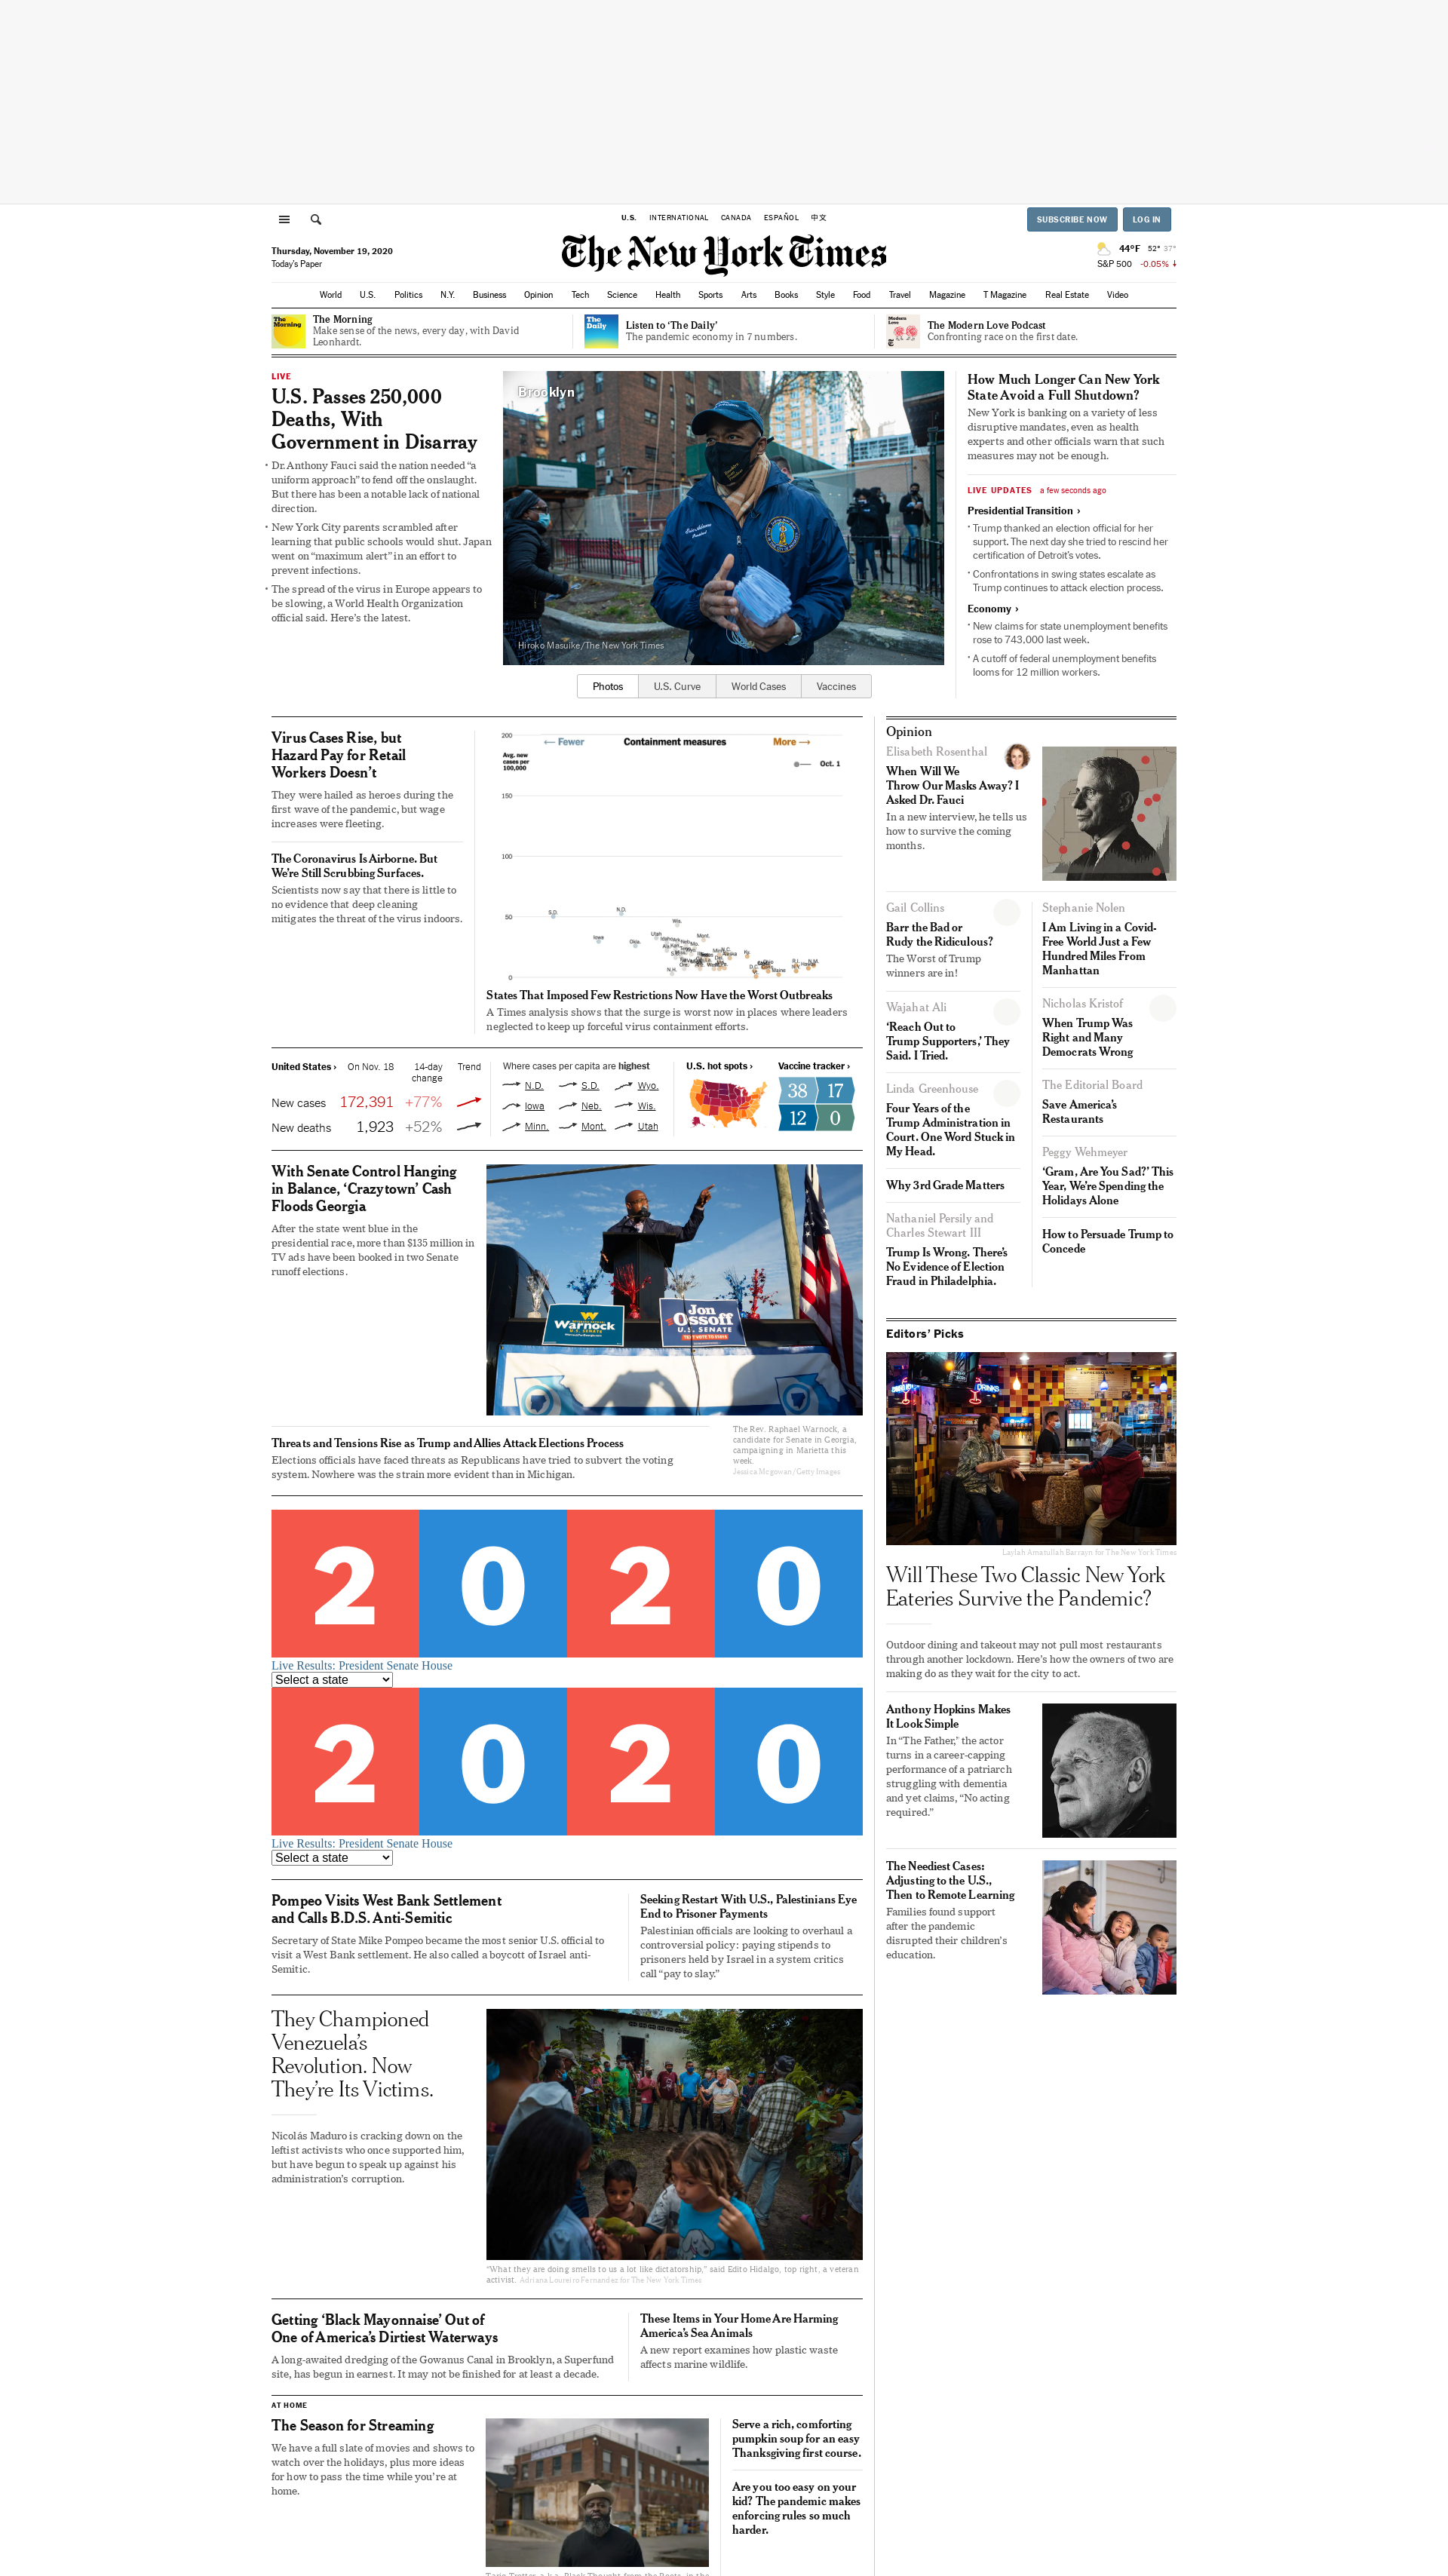 U.S. INTERNATIONAL CANADA ESPAÑOL 中文
SUBSCRIBE NOW
LOG IN
Thursday, November 19, 2020
Today's Paper
The New York Times
44°F 52° 37°
S&P 500 -0.05%
World U.S. Politics N.Y. Business Opinion Tech Science Health Sports Arts Books Style Food Travel Magazine T Magazine Real Estate Video
The Morning
The Morning
Make sense of the news, every day, with David
Leonhardt.
The Daily
Listen to ‘The Daily’
The pandemic economy in 7 numbers.
Modern Love
The Modern Love Podcast
Confronting race on the first date.
LIVE
U.S. Passes 250,000
Deaths, With
Government in Disarray
• Dr. Anthony Fauci said the nation needed “a
uniform approach” to fend off the onslaught.
But there has been a notable lack of national
direction.
• New York City parents scrambled after
learning that public schools would shut. Japan
went on “maximum alert” in an effort to
prevent infections.
• The spread of the virus in Europe appears to
be slowing, a World Health Organization
official said. Here's the latest.
Brooklyn
Hiroko Masuike/The New York Times
Photos U.S. Curve World Cases Vaccines
How Much Longer Can New York
State Avoid a Full Shutdown?
New York is banking on a variety of less
disruptive mandates, even as health
experts and other officials warn that such
measures may not be enough.
LIVE UPDATES a few seconds ago
Presidential Transition ›
• Trump thanked an election official for her
support. The next day she tried to rescind her
certification of Detroit's votes.
• Confrontations in swing states escalate as
Trump continues to attack election process.
Economy ›
• New claims for state unemployment benefits
rose to 743,000 last week.
• A cutoff of federal unemployment benefits
looms for 12 million workers.
Virus Cases Rise, but
Hazard Pay for Retail
Workers Doesn’t
They were hailed as heroes during the
first wave of the pandemic, but wage
increases were fleeting.
The Coronavirus Is Airborne. But
We’re Still Scrubbing Surfaces.
Scientists now say that there is little to
no evidence that deep cleaning
mitigates the threat of the virus indoors.
200
← Fewer Containment measures More →
Avg. new
cases per
100,000
Oct. 1
150
100
50
S.D. N.D. Wis.
Iowa Okla. Utah Mont.
N.H.
0
States That Imposed Few Restrictions Now Have the Worst Outbreaks
A Times analysis shows that the surge is worst now in places where leaders
neglected to keep up forceful virus containment efforts.
United States › On Nov. 18 14-day
change Trend
New cases 172,391 +77%
New deaths 1,923 +52%
Where cases per capita are highest
N.D. S.D. Wyo.
Iowa Neb. Wis.
Minn. Mont. Utah
U.S. hot spots ›
Vaccine tracker ›
38 17
12 0
With Senate Control Hanging
in Balance, ‘Crazytown’ Cash
Floods Georgia
After the state went blue in the
presidential race, more than $135 million in
TV ads have been booked in two Senate
runoff elections.
Warnock
Jon
Ossoff
U.S. SENATE
The Rev. Raphael Warnock, a
candidate for Senate in Georgia,
campaigning in Marietta this
week.
Jessica Mcgowan/Getty Images
Threats and Tensions Rise as Trump and Allies Attack Elections Process
Elections officials have faced threats as Republicans have tried to subvert the voting
system. Nowhere was the strain more evident than in Michigan.
2 0 2 0
Live Results: President Senate House
Select a state
2 0 2 0
Live Results: President Senate House
Select a state
Pompeo Visits West Bank Settlement
and Calls B.D.S. Anti-Semitic
Secretary of State Mike Pompeo became the most senior U.S. official to
visit a West Bank settlement. He also called a boycott of Israel anti-
Semitic.
Seeking Restart With U.S., Palestinians Eye
End to Prisoner Payments
Palestinian officials are looking to overhaul a
controversial policy: paying stipends to
prisoners held by Israel in a system critics
call “pay to slay.”
They Championed
Venezuela’s
Revolution. Now
They’re Its Victims.
Nicolás Maduro is cracking down on the
leftist activists who once supported him,
but have begun to speak up against his
administration’s corruption.
“What they are doing smells to us a lot like dictatorship,” said Edito Hidalgo, top right, a veteran
activist. Adriana Loureiro Fernandez for The New York Times
Getting ‘Black Mayonnaise’ Out of
One of America’s Dirtiest Waterways
A long-awaited dredging of the Gowanus Canal in Brooklyn, a Superfund
site, has begun in earnest. It may not be finished for at least a decade.
These Items in Your Home Are Harming
America’s Sea Animals
A new report examines how plastic waste
affects marine wildlife.
AT HOME
The Season for Streaming
We have a full slate of movies and shows to
watch over the holidays, plus more ideas
for how to pass the time while you’re at
home.
Serve a rich, comforting
pumpkin soup for an easy
Thanksgiving first course.
Are you too easy on your
kid? The pandemic makes
enforcing rules so much
harder.
Opinion
Elisabeth Rosenthal
When Will We
Throw Our Masks Away? I
Asked Dr. Fauci
In a new interview, he tells us
how to survive the coming
months.
Gail Collins
Barr the Bad or
Rudy the Ridiculous?
The Worst of Trump
winners are in!
Wajahat Ali
‘Reach Out to
Trump Supporters,’ They
Said. I Tried.
Linda Greenhouse
Four Years of the
Trump Administration in
Court. One Word Stuck in
My Head.
Why 3rd Grade Matters
Nathaniel Persily and
Charles Stewart III
Trump Is Wrong. There’s
No Evidence of Election
Fraud in Philadelphia.
Stephanie Nolen
I Am Living in a Covid-
Free World Just a Few
Hundred Miles From
Manhattan
Nicholas Kristof
When Trump Was
Right and Many
Democrats Wrong
The Editorial Board
Save America’s
Restaurants
Peggy Wehmeyer
‘Gram, Are You Sad?’ This
Year, We’re Spending the
Holidays Alone
How to Persuade Trump to
Concede
Editors’ Picks
DRINKS
Laylah Amatullah Barrayn for The New York Times
Will These Two Classic New York
Eateries Survive the Pandemic?
Outdoor dining and takeout may not pull most restaurants
through another lockdown. Here’s how the owners of two are
making do as they wait for the city to act.
Anthony Hopkins Makes
It Look Simple
In “The Father,” the actor
turns in a career-capping
performance of a patriarch
struggling with dementia
and yet claims, “No acting
required.”
The Neediest Cases:
Adjusting to the U.S.,
Then to Remote Learning
Families found support
after the pandemic
disrupted their children’s
education.